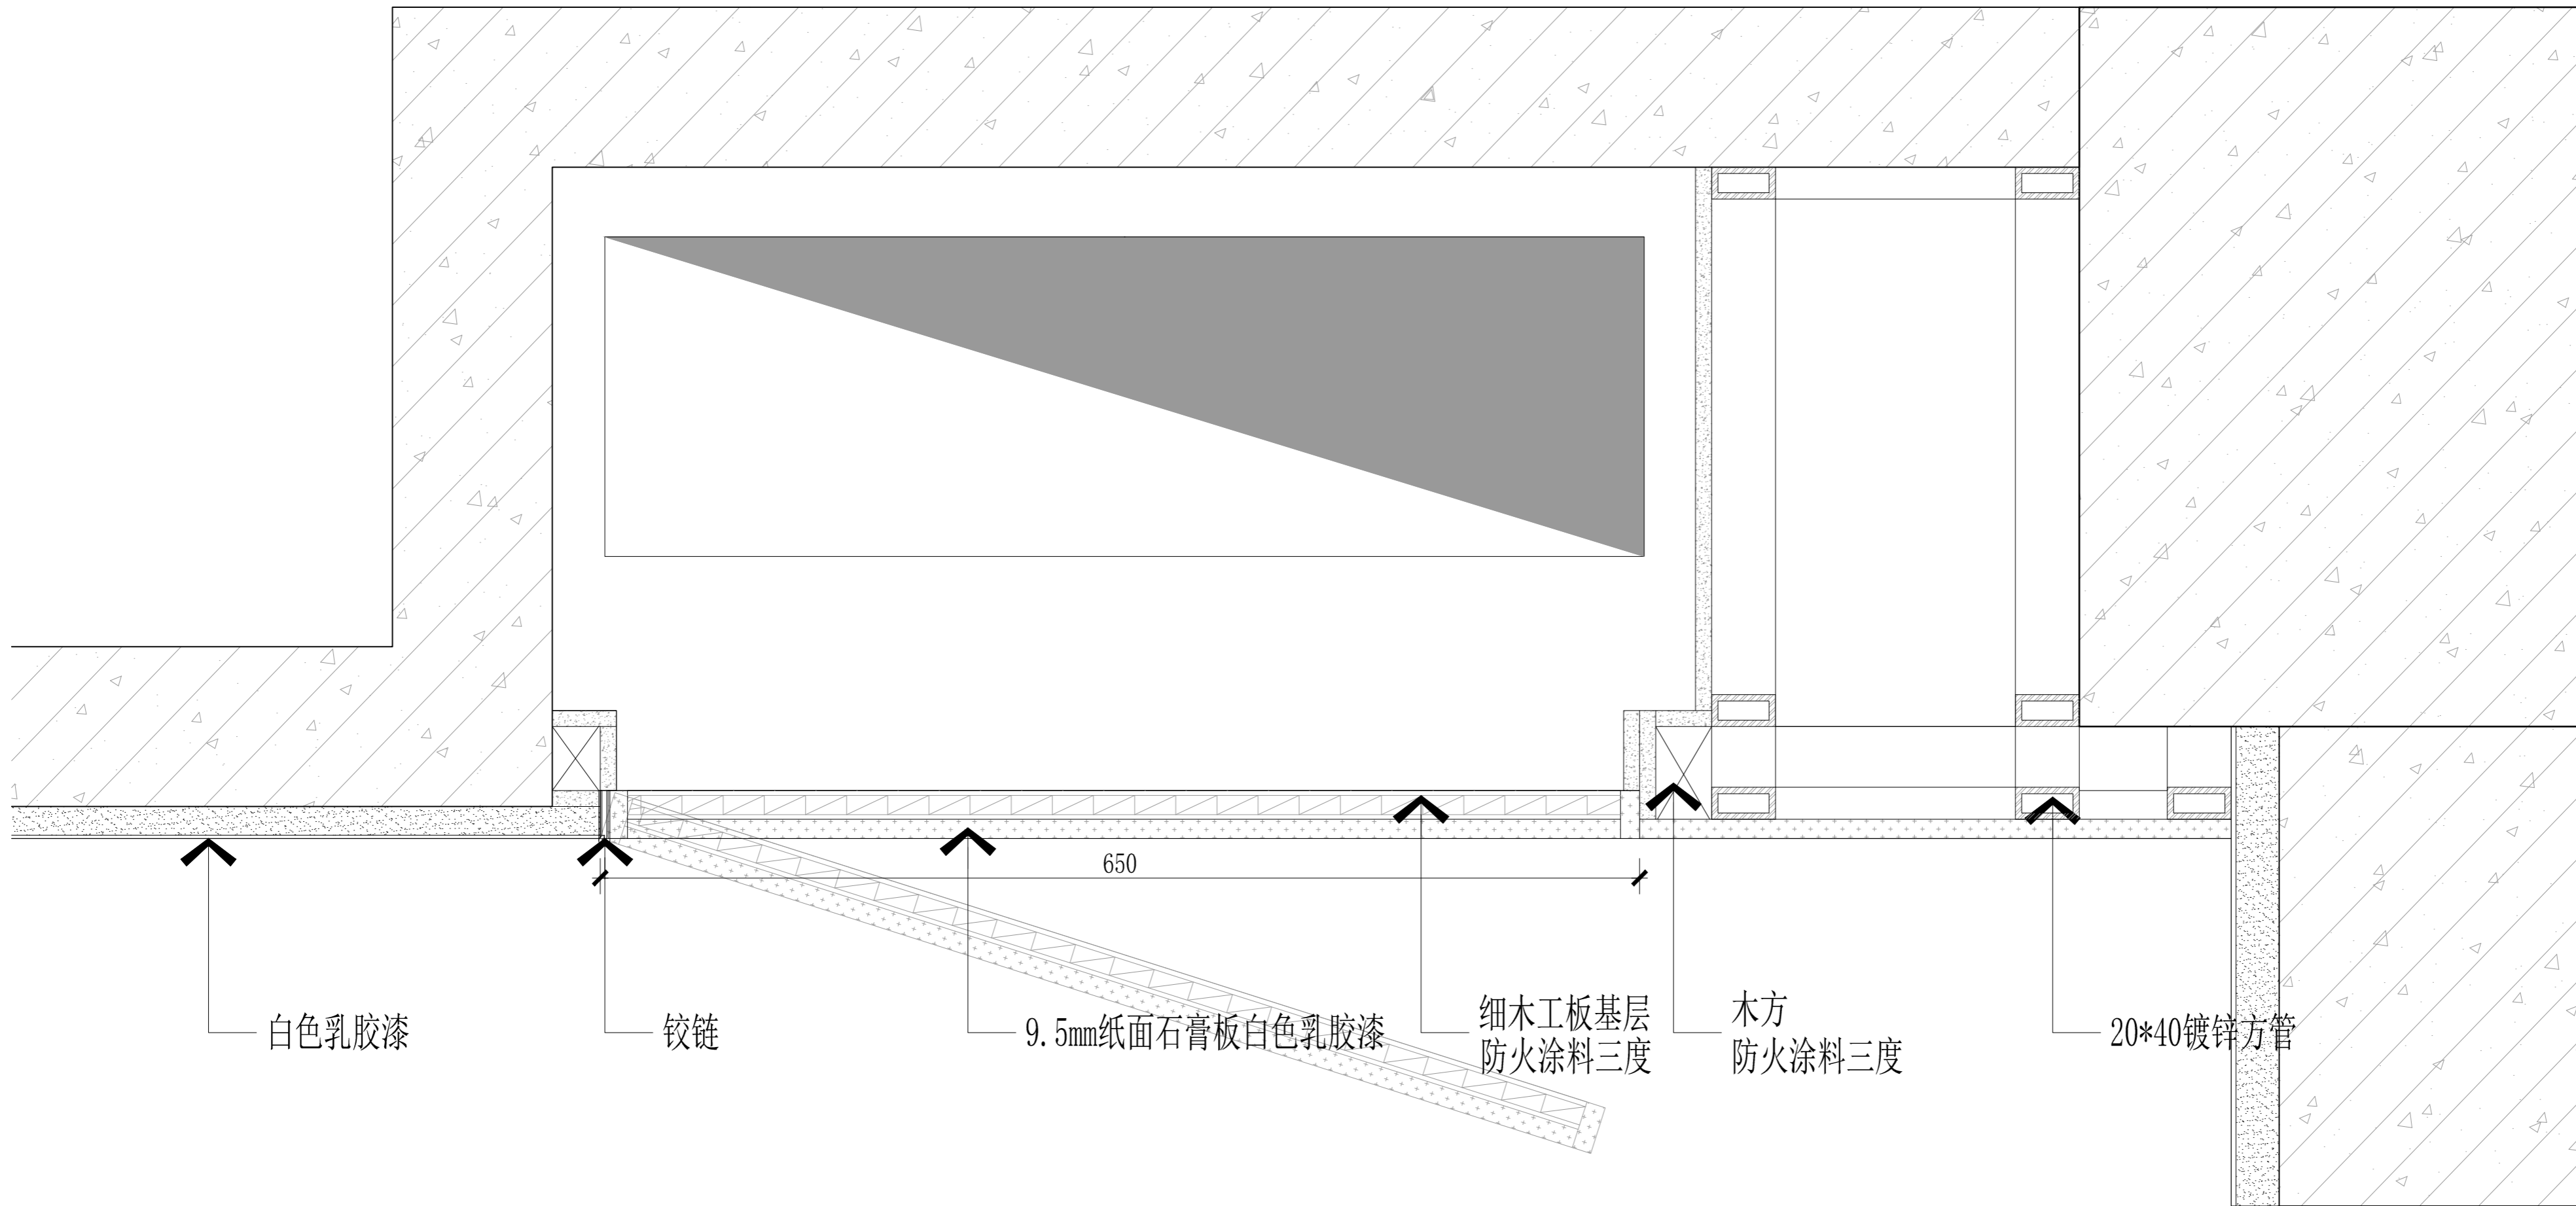 650
白色乳胶漆
铰链
9.5mm纸面石膏板白色乳胶漆
细木工板基层
防火涂料三度
木方
防火涂料三度
20*40镀锌方管